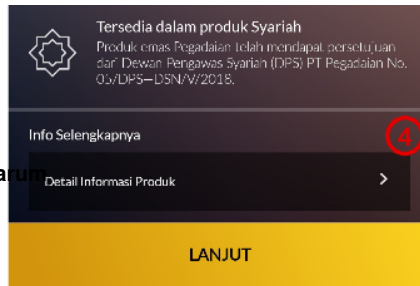 Tersedia dalam produk Syariah
Produk emas Pegadaian telah mendapat persetujuan
dari Dewan Pengawas Syariah (DPS) PT Pegadaian No.
05/DPS—DSN/V/2018.
Info Selengkapnya
4
arum
Detail Informasi Produk
LANJUT